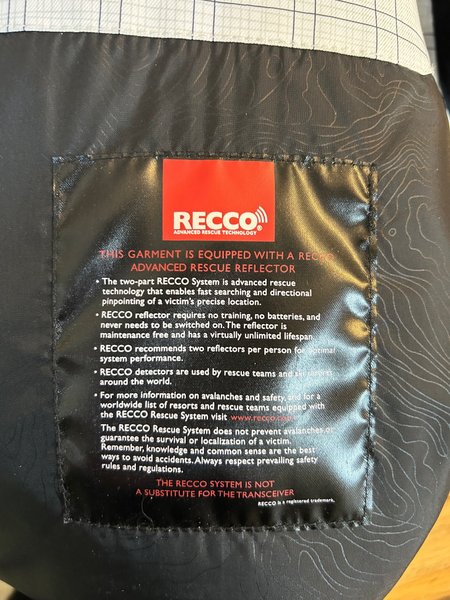 RECCO®
ADVANCED RESCUE TECHNOLOGY
THIS GARMENT IS EQUIPPED WITH A RECCO
ADVANCED RESCUE REFLECTOR
• The two-part RECCO System is advanced rescue
technology that enables fast searching and directional
pinpointing of a victim's precise location.
• RECCO reflector requires no training, no batteries, and
never needs to be switched on. The reflector is
maintenance free and has a virtually unlimited lifespan.
• RECCO recommends two reflectors per person for optimal
system performance.
• RECCO detectors are used by rescue teams and ski resorts
around the world.
• For more information on avalanches and safety, and for a
worldwide list of resorts and rescue teams equipped with
the RECCO Rescue System visit www.recco.com
The RECCO Rescue System does not prevent avalanches or
guarantee the survival or localization of a victim.
Remember, knowledge and common sense are the best
ways to avoid accidents. Always respect prevailing safety
rules and regulations.
THE RECCO SYSTEM IS NOT
A SUBSTITUTE FOR THE TRANSCEIVER
RECCO is a registered trademark.